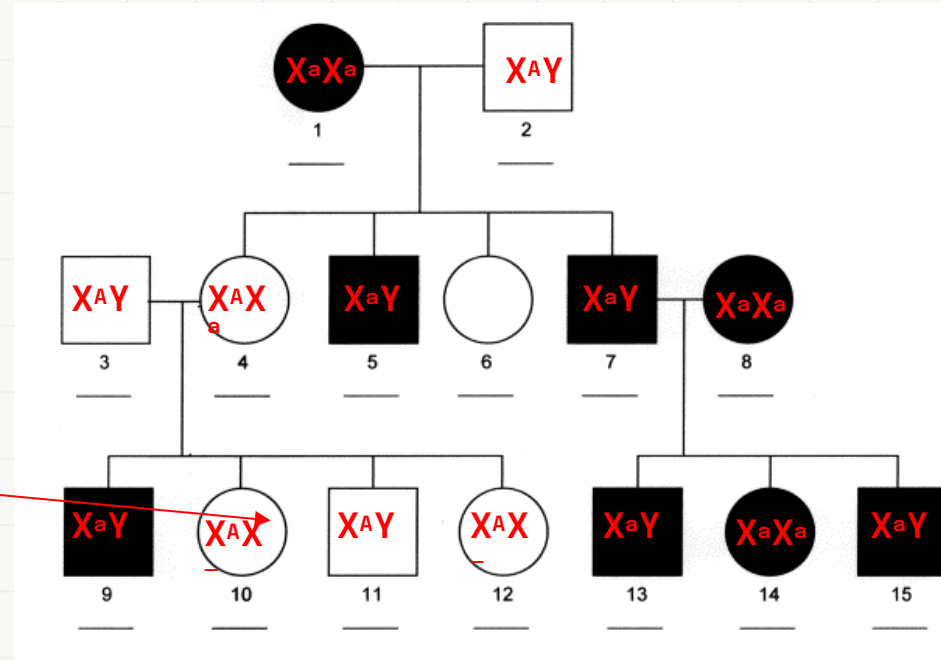 XaXa XAY
1 2
XAY XAX
a XaY XaY XaXa
3 4 5 6 7 8
XaY XAX
_ XAY XAX
_ XaY XaXa XaY
9 10 11 12 13 14 15